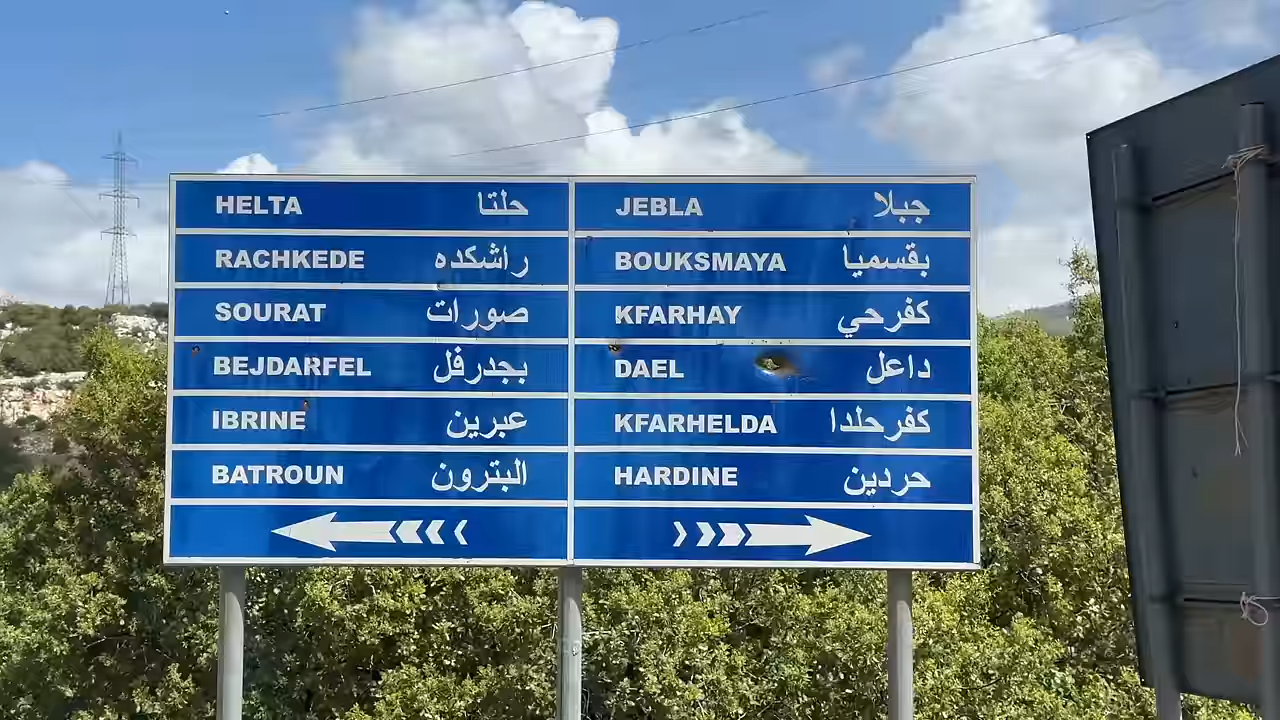 HELTA حلتا
RACHKEDE راشكده
SOURAT صورات
BEJDARFEL بجدرفل
IBRINE عبرين
BATROUN البترون
JEBLA جبلا
BOUKSMAYA بقسميا
KFARHAY كفرحي
DAEL داعل
KFARHELDA كفرحلدا
HARDINE حردين